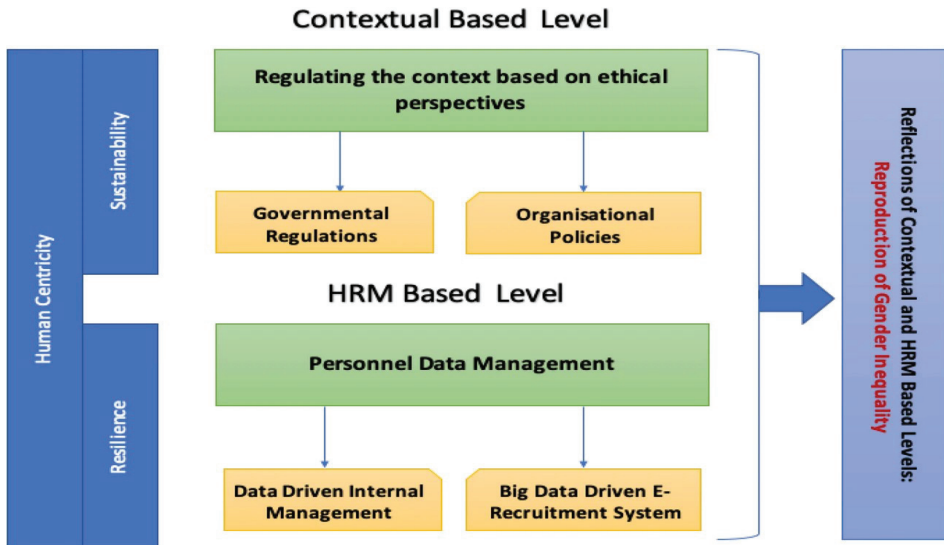 Contextual Based Level
Human Centricity
Sustainability
Regulating the context based on ethical
perspectives
Governmental
Regulations
Organisational
Policies
HRM Based Level
Resilience
Personnel Data Management
Data Driven Internal
Management
Big Data Driven E-
Recruitment System
Reflections of Contextual and HRM Based Levels:
Reproduction of Gender Inequality